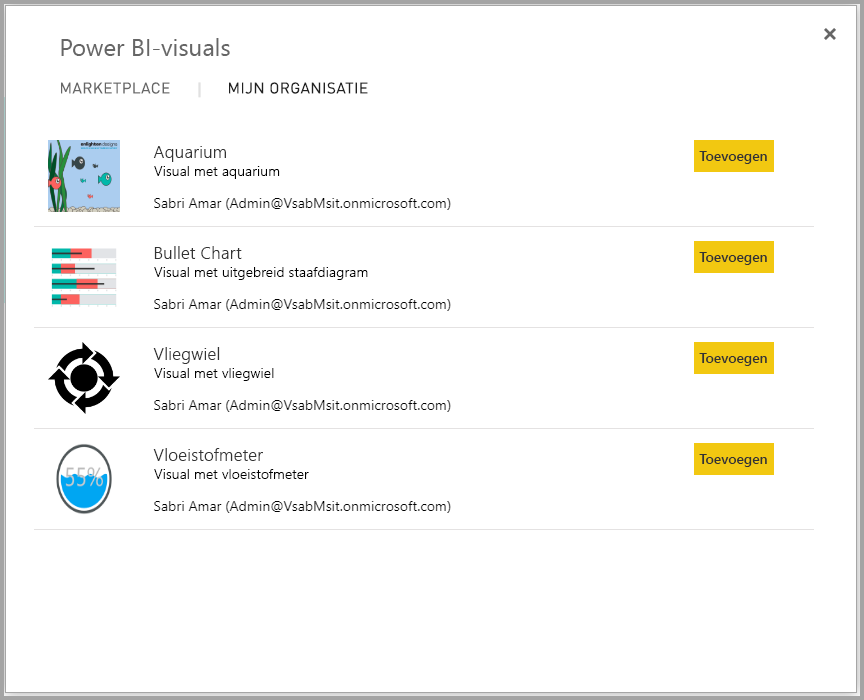 Power BI-visuals
MARKETPLACE | MIJN ORGANISATIE
enlighten designs
Aquarium
Toevoegen
Visual met aquarium
Sabri Amar (Admin@VsabMsit.onmicrosoft.com)
Bullet Chart
Toevoegen
Visual met uitgebreid staafdiagram
Sabri Amar (Admin@VsabMsit.onmicrosoft.com)
Vliegwiel
Toevoegen
Visual met vliegwiel
Sabri Amar (Admin@VsabMsit.onmicrosoft.com)
Vloeistofmeter
Toevoegen
55%
Visual met vloeistofmeter
Sabri Amar (Admin@VsabMsit.onmicrosoft.com)